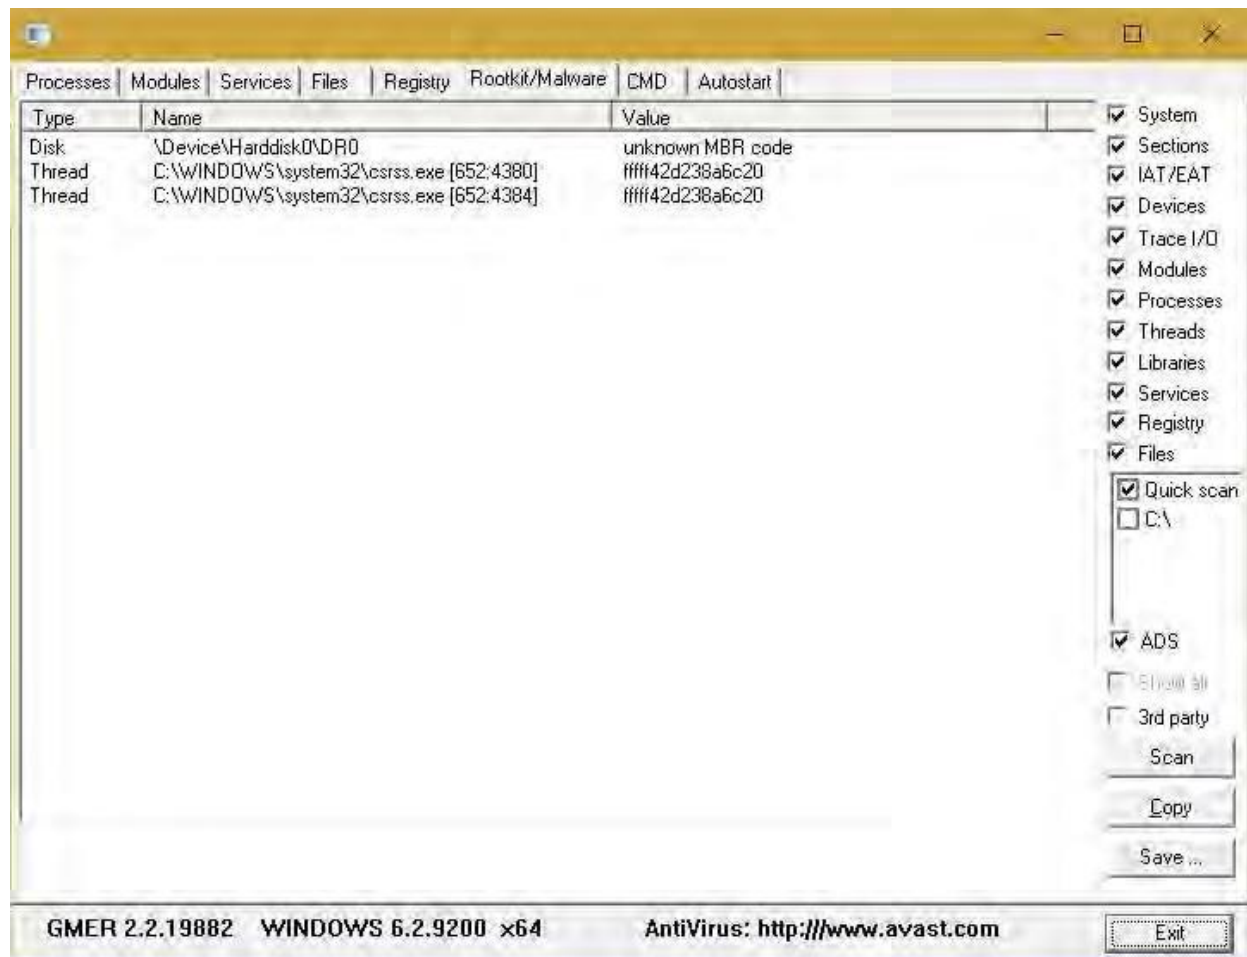 Processes Modules Services Files Registry Rootkit/Malware CMD Autostart
Type Name Value
Disk \Device\Harddisk0\DR0 unknown MBR code
Thread C:\WINDOWS\system32\csrss.exe [652:4380] fffff42d238a6c20
Thread C:\WINDOWS\system32\csrss.exe [652:4384] fffff42d238a6c20
System
Sections
IAT/EAT
Devices
Trace I/O
Modules
Processes
Threads
Libraries
Services
Registry
Files
Quick scan
C:\
ADS
Show all
3rd party
Scan
Copy
Save ...
GMER 2.2.19882 WINDOWS 6.2.9200 x64 AntiVirus: http:///www.avast.com Exit